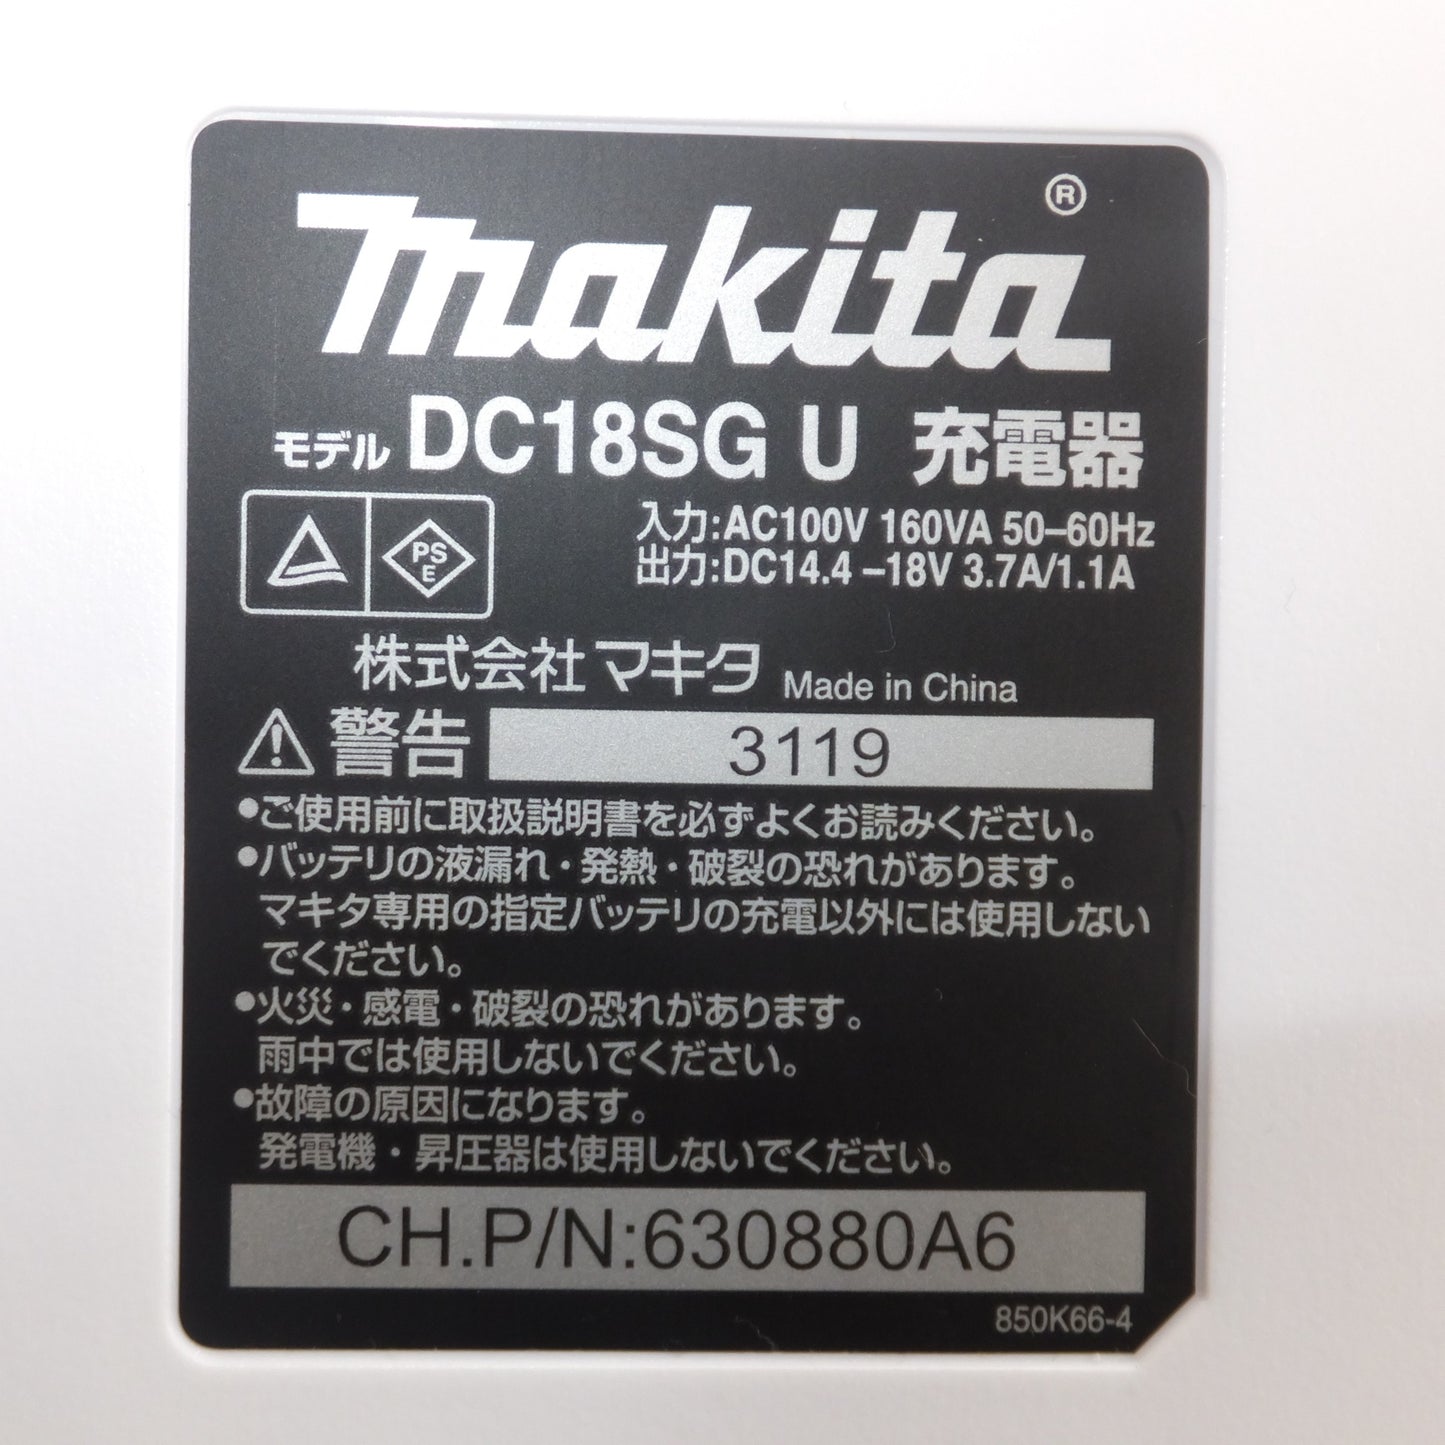 makita®
モデル DC18SG U 充電器
入力:AC100V 160VA 50–60Hz
出力:DC14.4 –18V 3.7A/1.1A
PS
E
株式会社マキタ Made in China
警告 3119
•ご使用前に取扱説明書を必ずよくお読みください。
•バッテリの液漏れ・発熱・破裂の恐れがあります。
マキタ専用の指定バッテリの充電以外には使用しない
でください。
•火災・感電・破裂の恐れがあります。
雨中では使用しないでください。
•故障の原因になります。
発電機・昇圧器は使用しないでください。
CH.P/N:630880A6
850K66-4